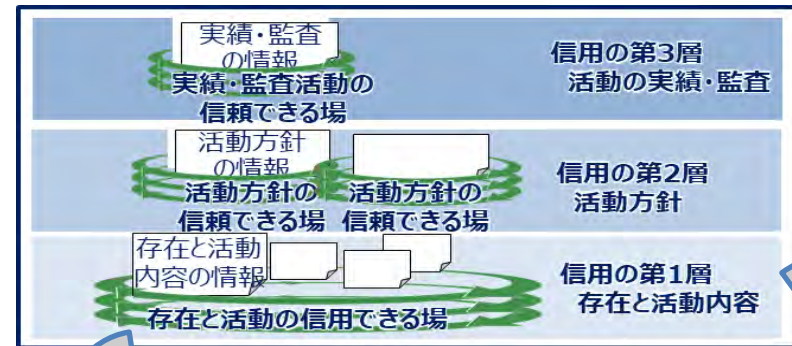 実績・監査
の情報
実績・監査活動の
信頼できる場
信用の第3層
活動の実績・監査
活動方針
の情報
活動方針の
信頼できる場
活動方針の
信頼できる場
信用の第2層
活動方針
存在と活動
内容の情報
存在と活動の信用できる場
信用の第1層
存在と活動内容